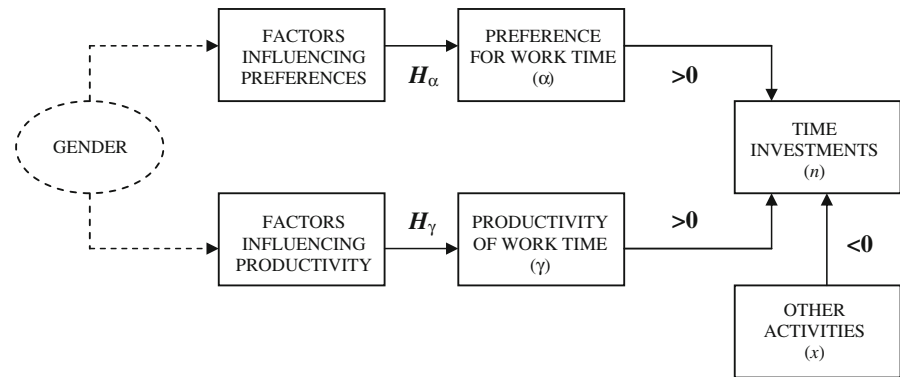 FACTORS
INFLUENCING
PREFERENCES
H_α
PREFERENCE
FOR WORK TIME
(α)
>0
GENDER
TIME
INVESTMENTS
(n)
FACTORS
INFLUENCING
PRODUCTIVITY
H_γ
PRODUCTIVITY
OF WORK TIME
(γ)
>0
<0
OTHER
ACTIVITIES
(x)